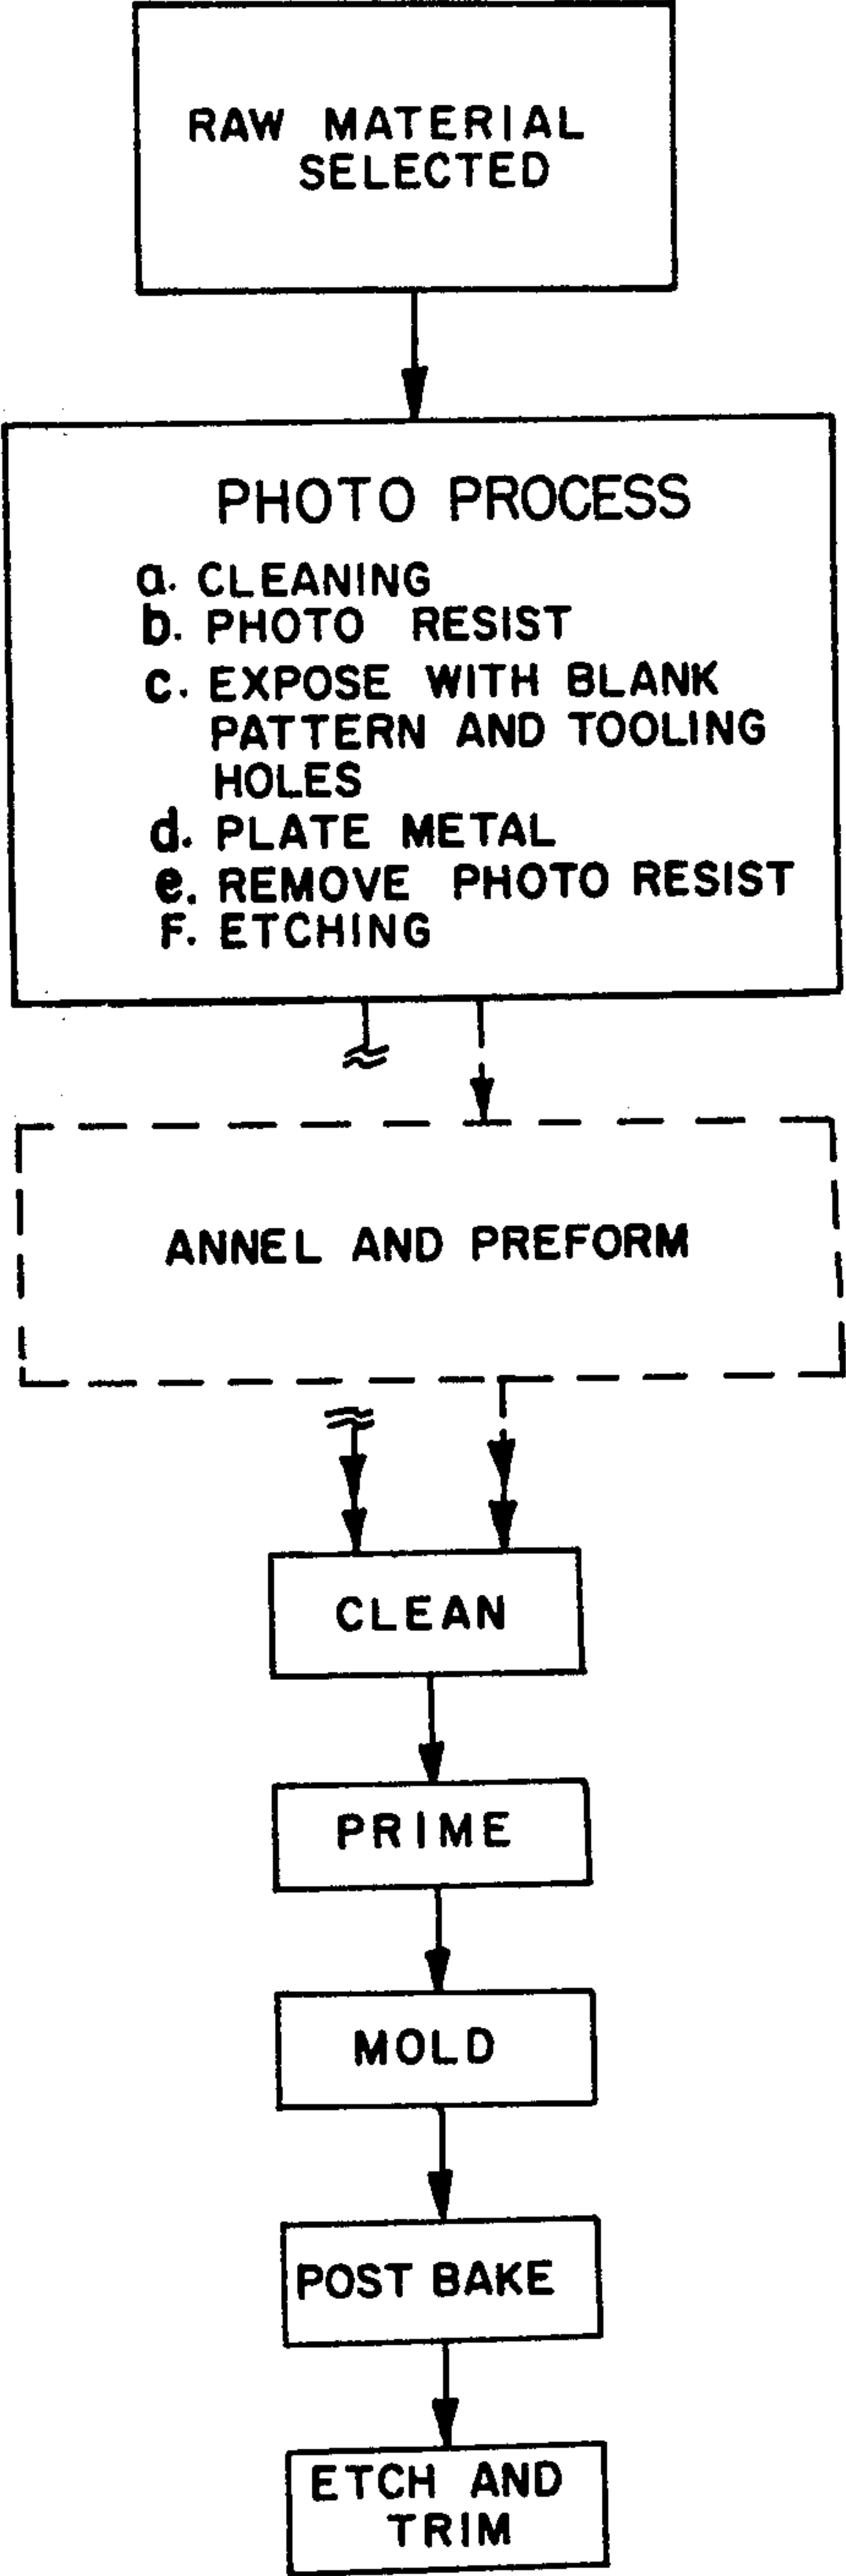 RAW MATERIAL
SELECTED
PHOTO PROCESS
a. CLEANING
b. PHOTO RESIST
c. EXPOSE WITH BLANK
PATTERN AND TOOLING
HOLES
d. PLATE METAL
e. REMOVE PHOTO RESIST
F. ETCHING
ANNEL AND PREFORM
CLEAN
PRIME
MOLD
POST BAKE
ETCH AND
TRIM